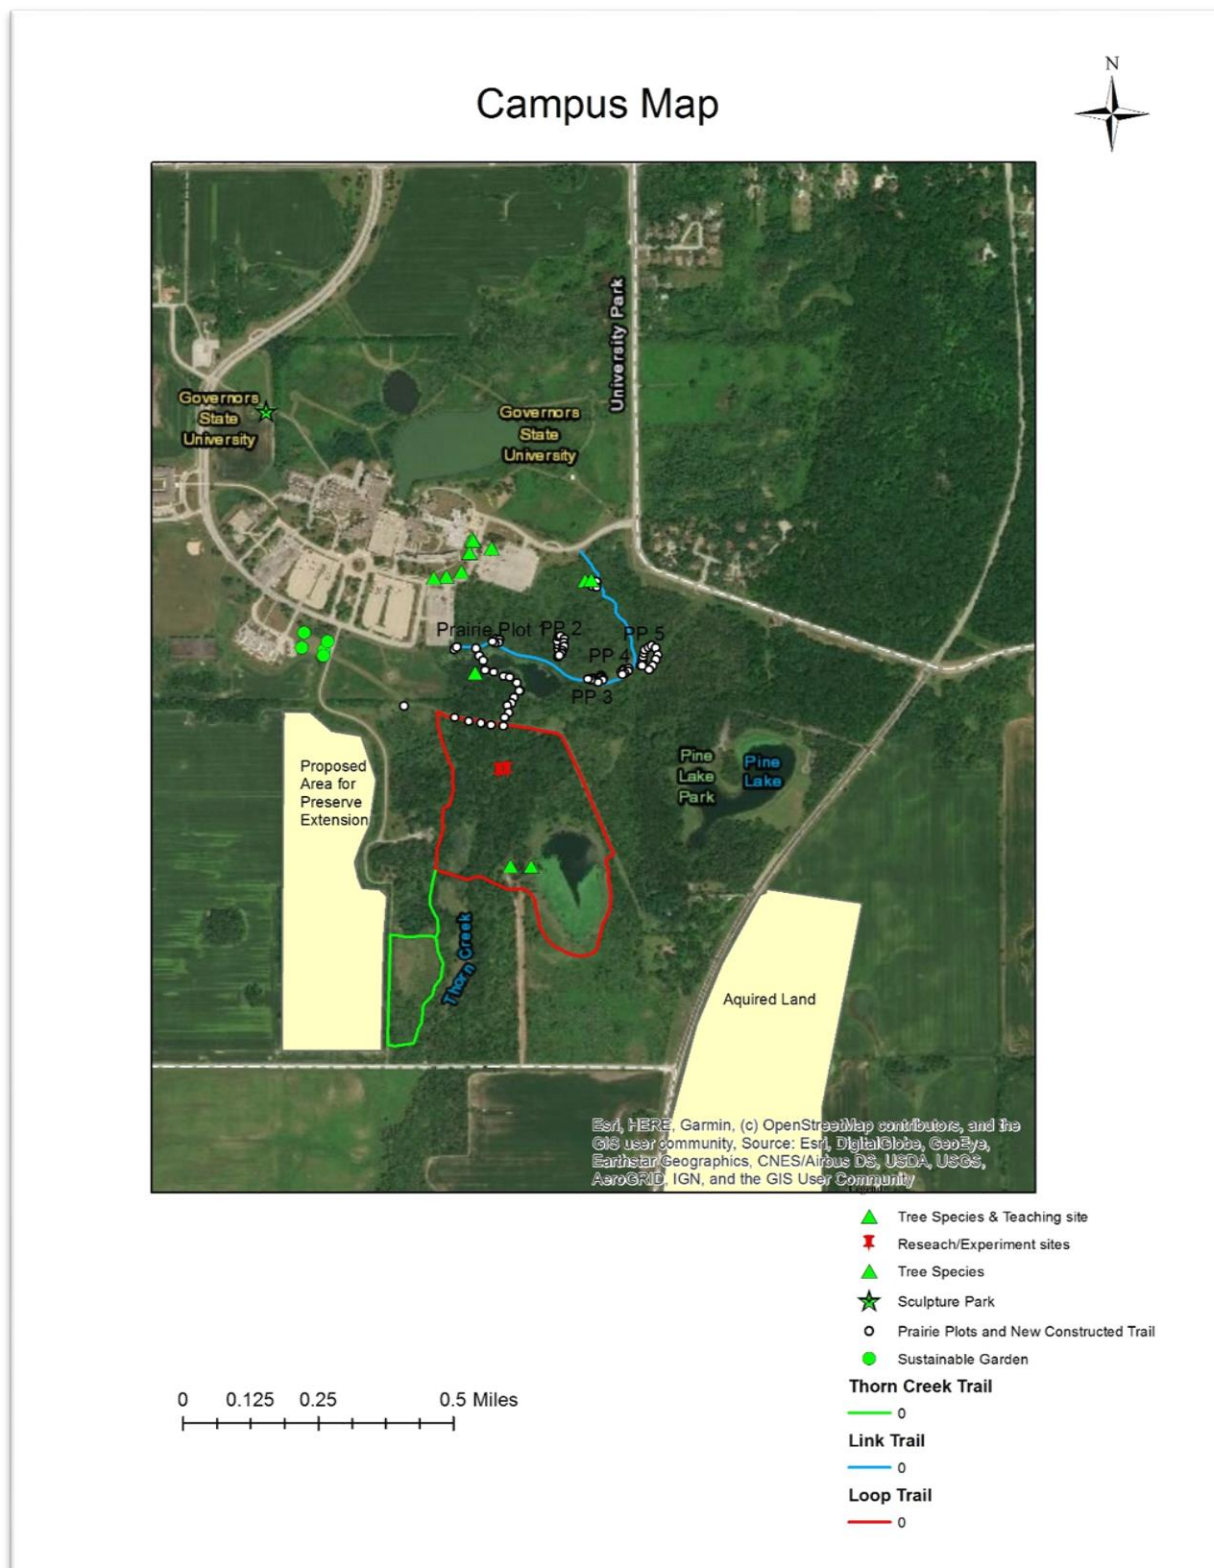 N
Campus Map
University Park
Governors
State
University
Governors
State
University
Prairie Plot 1
PP 2
PP 5
PP 4
PP 3
Proposed
Area for
Preserve
Extension
Pine
Lake
Park
Pine
Lake
Thorn Creek
Aquired Land
Esri, HERE, Garmin, (c) OpenStreetMap contributors, and the
GIS user community, Source: Esri, DigitalGlobe, GeoEye,
Earthstar Geographics, CNES/Airbus DS, USDA, USGS,
AeroGRID, IGN, and the GIS User Community
Tree Species & Teaching site
Reseach/Experiment sites
Tree Species
Sculpture Park
Prairie Plots and New Constructed Trail
Sustainable Garden
Thorn Creek Trail
0
Link Trail
0
Loop Trail
0
0 0.125 0.25 0.5 Miles